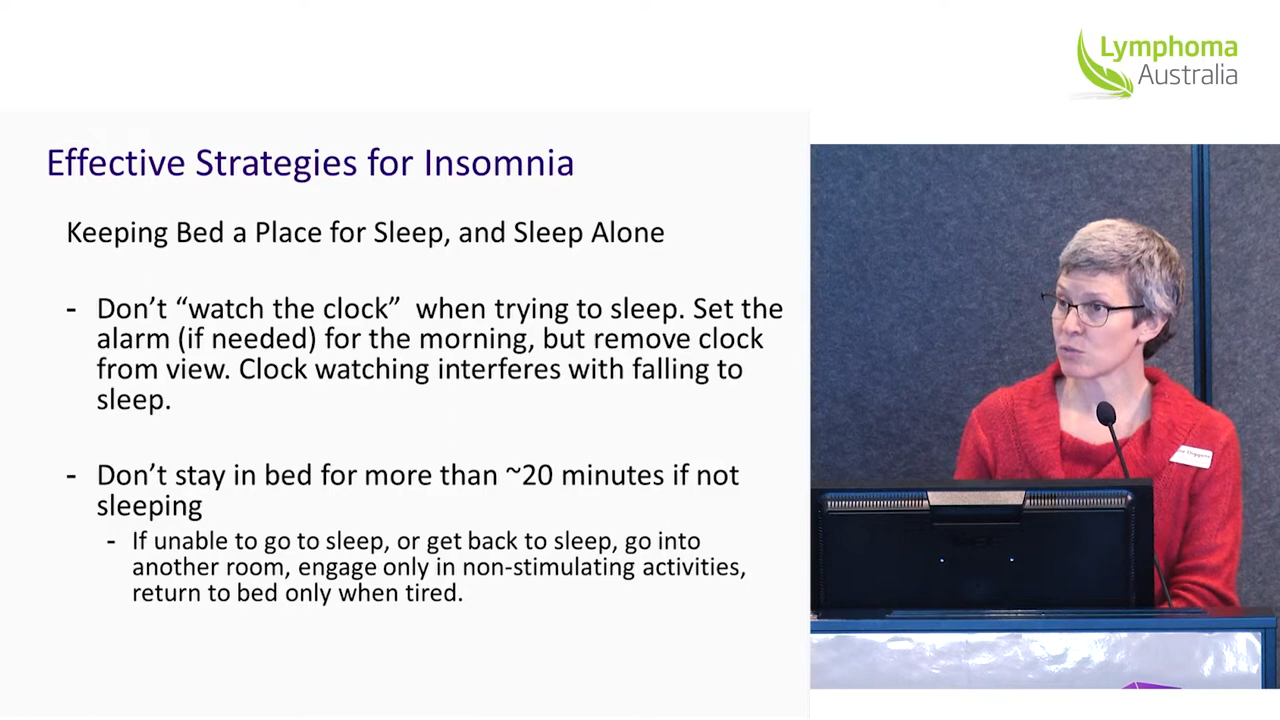 Lymphoma
Australia
Effective Strategies for Insomnia
Keeping Bed a Place for Sleep, and Sleep Alone
- Don’t “watch the clock” when trying to sleep. Set the
alarm (if needed) for the morning, but remove clock
from view. Clock watching interferes with falling to
sleep.
- Don’t stay in bed for more than ~20 minutes if not
sleeping
- If unable to go to sleep, or get back to sleep, go into
another room, engage only in non-stimulating activities,
return to bed only when tired.